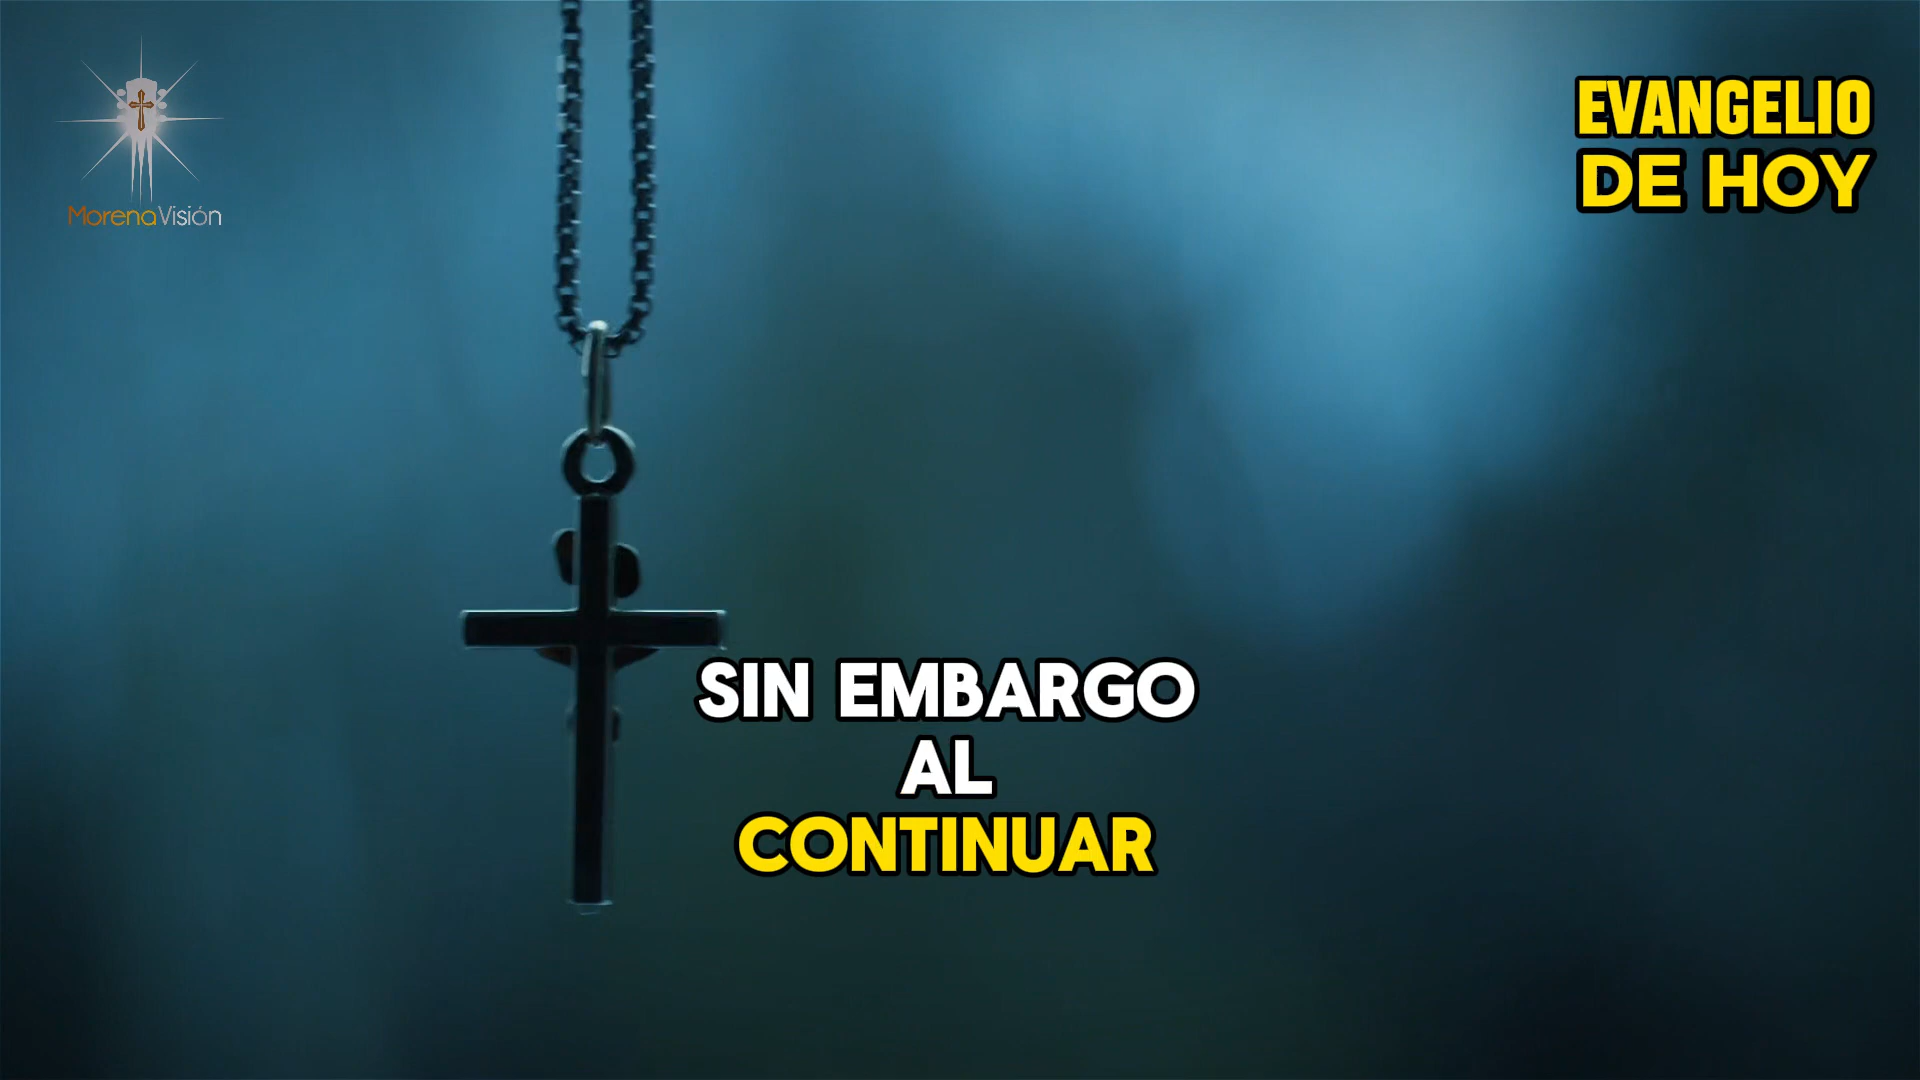 MorenaVisión
EVANGELIO
DE HOY
SIN EMBARGO
AL
CONTINUAR